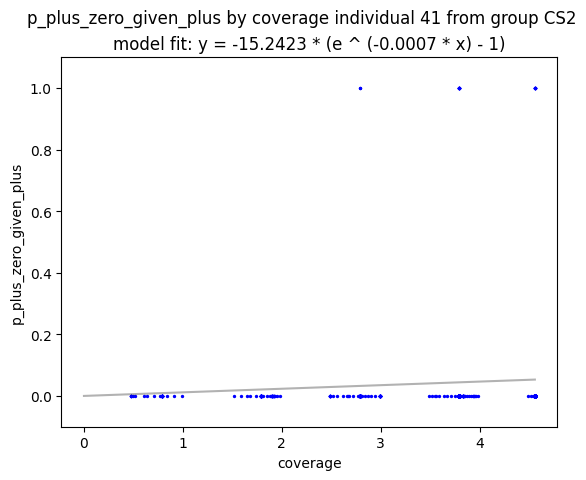 p_plus_zero_given_plus by coverage individual 41 from group CS2
model fit: y = -15.2423 * (e ^ (-0.0007 * x) - 1)
p_plus_zero_given_plus
1.0
0.8
0.6
0.4
0.2
0.0
0 1 2 3 4
coverage